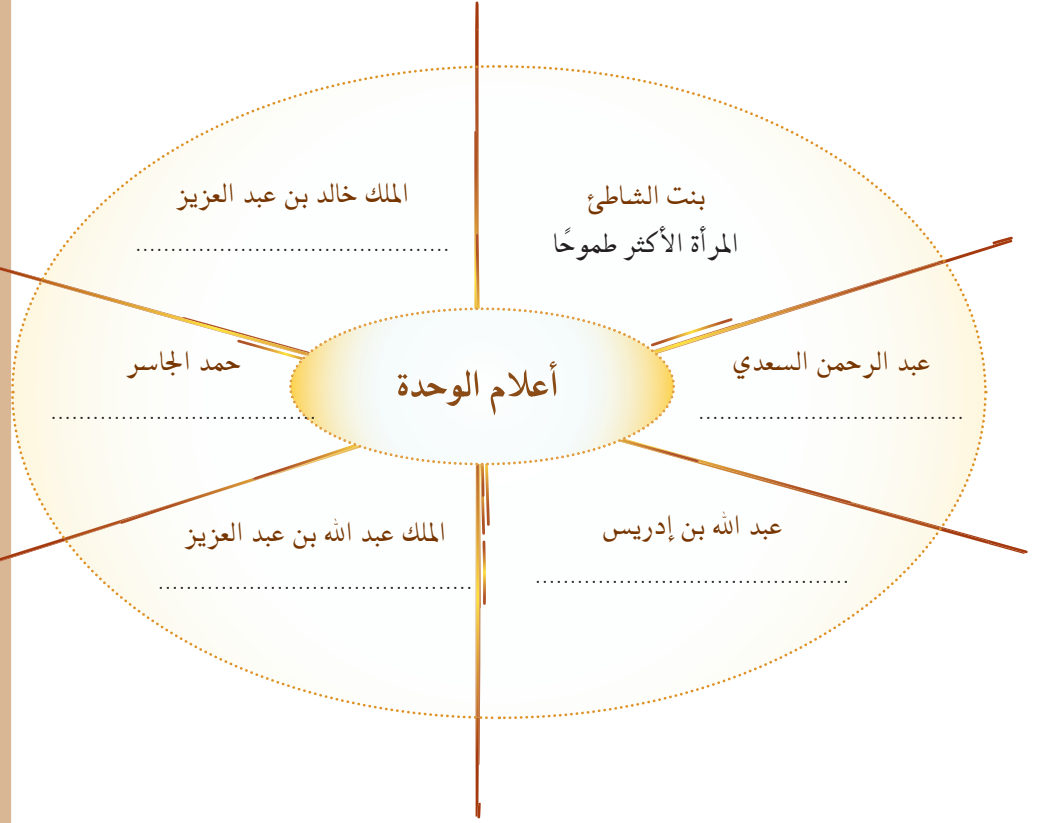 بنت الشاطئ
المرأة الأكثر طموحًا
الملك خالد بن عبد العزيز
.............................................
عبد الرحمن السعدي
......................................
أعلام الوحدة
حمد الجاسر
......................................
عبد الله بن إدريس
.............................................
الملك عبد الله بن عبد العزيز
.............................................